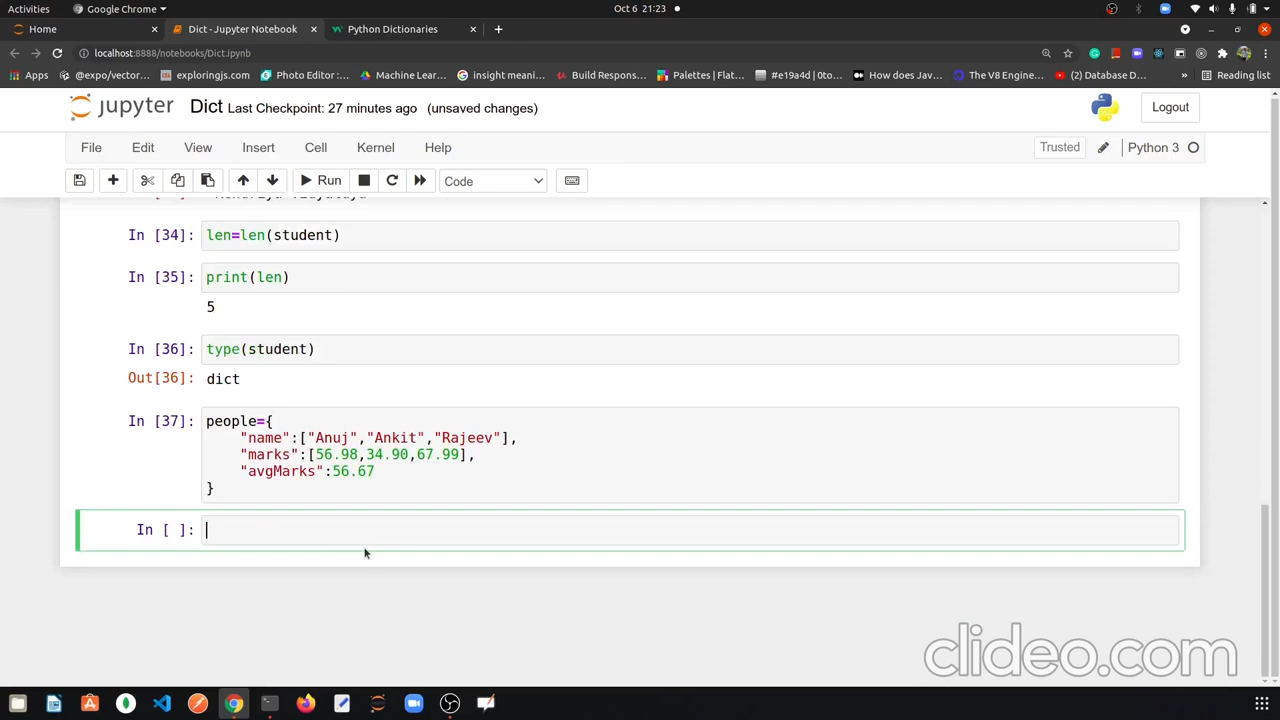 Activities
Google Chrome
Oct 6 21:23
Home
Dict - Jupyter Notebook
Python Dictionaries
localhost:8888/notebooks/Dict.ipynb
Apps
@expo/vector...
exploringjs.com
Photo Editor :...
Machine Lear...
insight meani...
Build Respons...
Palettes | Flat...
#e19a4d | 0to...
How does Jav...
The V8 Engine...
(2) Database D...
»
Reading list
jupyter Dict Last Checkpoint: 27 minutes ago (unsaved changes)
Logout
File Edit View Insert Cell Kernel Help
Trusted
Python 3
Run
Code
In [34]: len=len(student)
In [35]: print(len)
5
In [36]: type(student)
Out[36]: dict
In [37]: people={
"name":["Anuj","Ankit","Rajeev"],
"marks":[56.98,34.90,67.99],
"avgMarks":56.67
}
In [ ]:
clideo.com